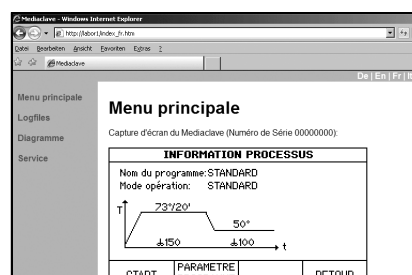 Mediaclave - Windows Internet Explorer
http://labor1/index_fr.htm
Datei Bearbeiten Ansicht Favoriten Extras ?
Mediaclave
De | En | Fr | It
Menu principale
Logfiles
Diagramme
Service
Menu principale
Capture d'écran du Mediaclave (Numéro de Série 00000000):
INFORMATION PROCESSUS
Nom du programme: STANDARD
Mode opération: STANDARD
T
73°/20'
50°
150
100
t
START
PARAMETRE
RETOUR